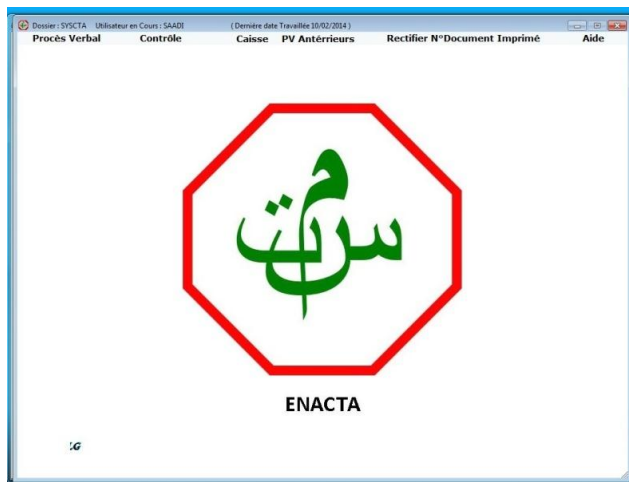 Dossier : SYSCTA Utilisateur en Cours : SAADI ( Dernière date Travaillée 10/02/2014 )
Procès Verbal Contrôle Caisse PV Antérrieurs Rectifier N°Document Imprimé Aide
ENACTA